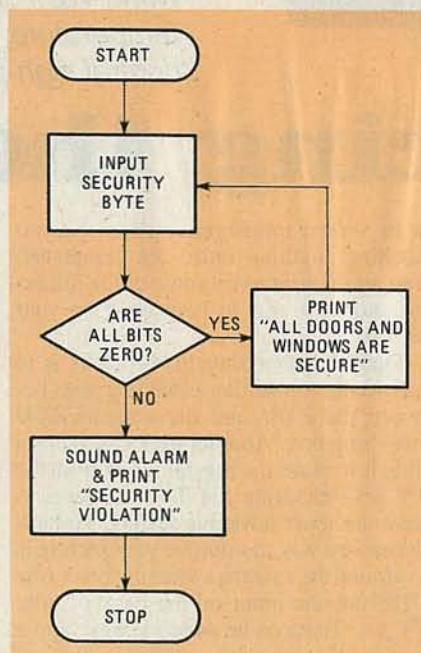 START
INPUT
SECURITY
BYTE
ARE
ALL BITS
ZERO?
YES
PRINT
"ALL DOORS AND
WINDOWS ARE
SECURE"
NO
SOUND ALARM
& PRINT
"SECURITY
VIOLATION"
STOP